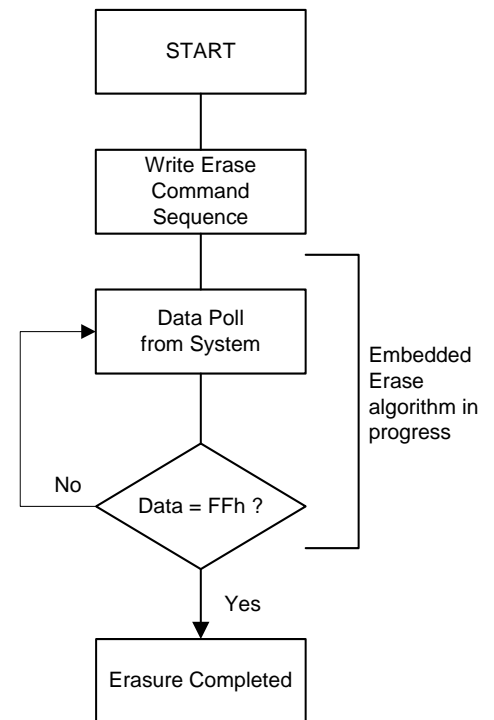 START
Write Erase
Command
Sequence
Data Poll
from System
Embedded
Erase
algorithm in
progress
No
Data = FFh ?
Yes
Erasure Completed